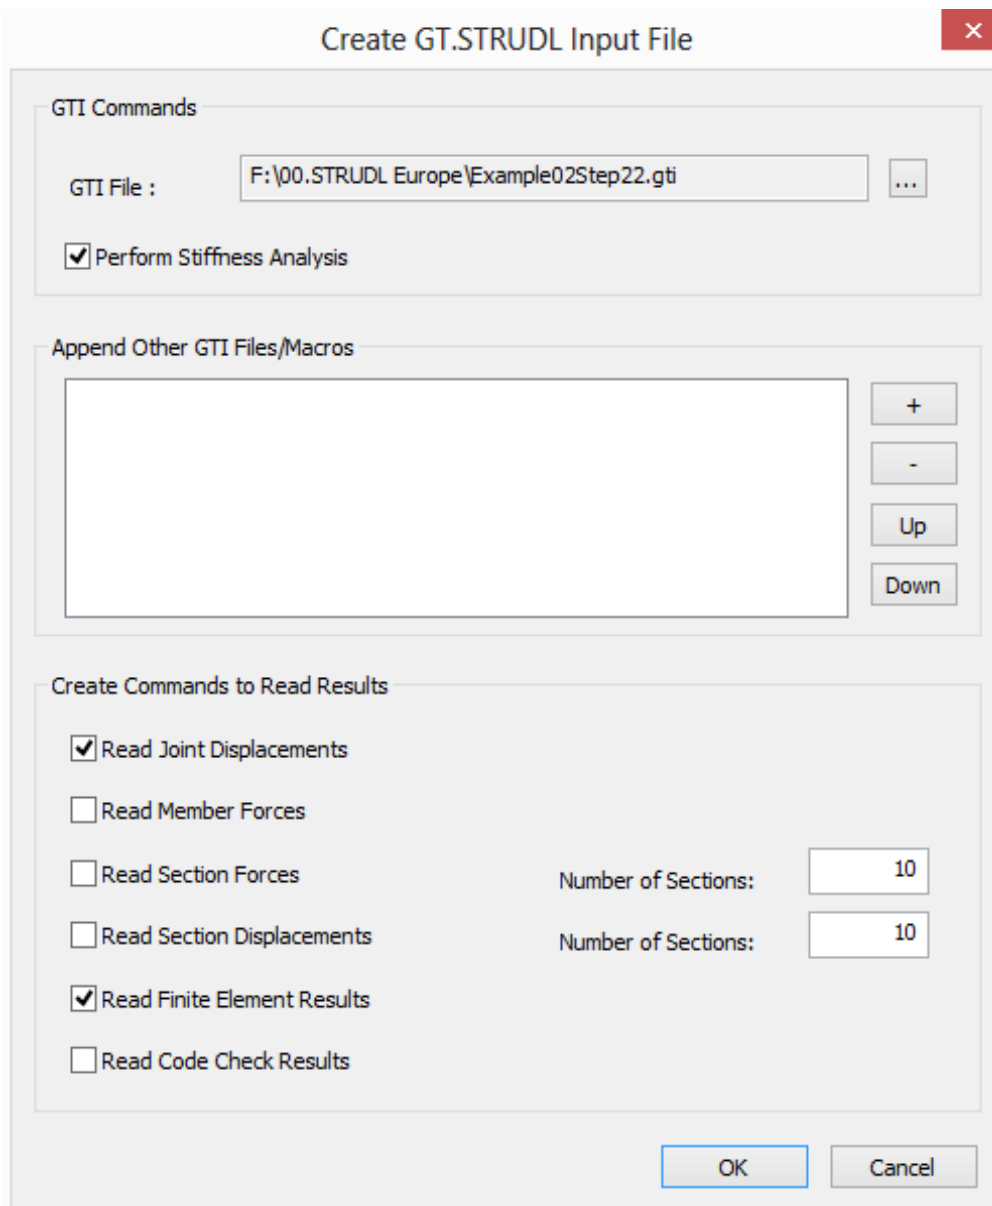 Create GT.STRUDL Input File
GTI Commands
GTI File :
F:\00.STRUDL Europe\Example02Step22.gti
...
Perform Stiffness Analysis
Append Other GTI Files/Macros
+
-
Up
Down
Create Commands to Read Results
Read Joint Displacements
Read Member Forces
Read Section Forces
Number of Sections:
10
Read Section Displacements
Number of Sections:
10
Read Finite Element Results
Read Code Check Results
OK
Cancel